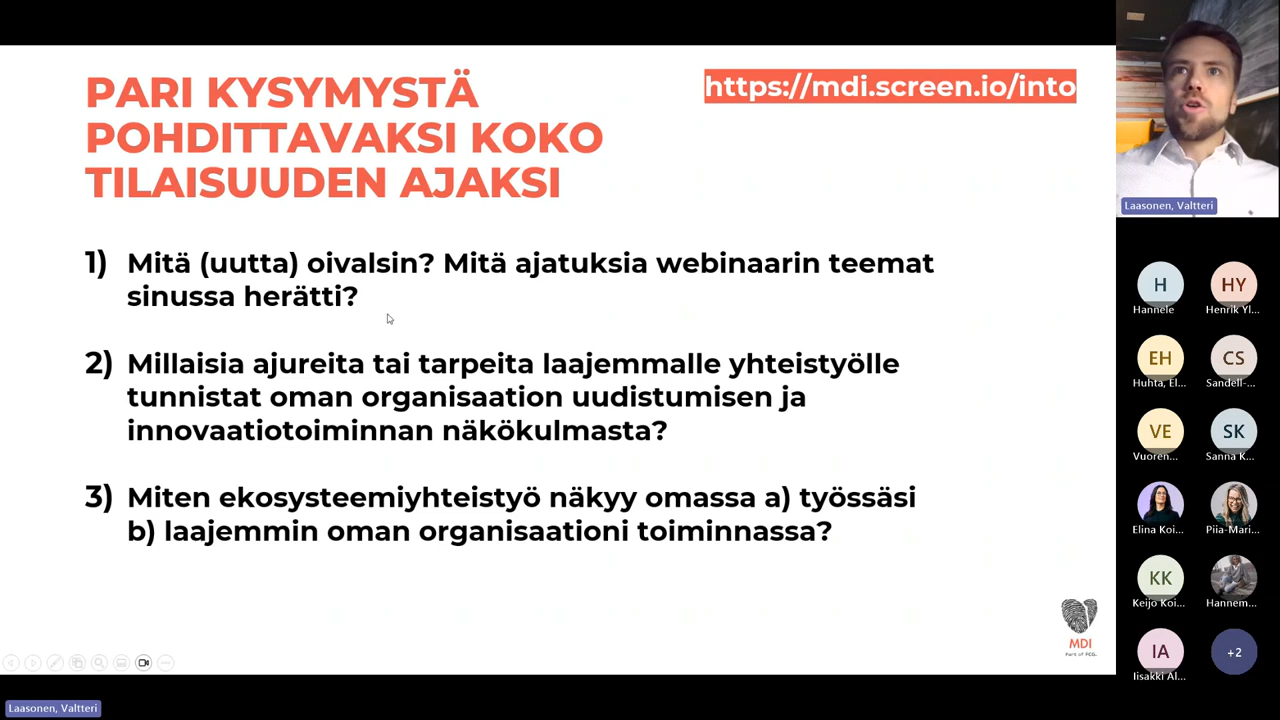 PARI KYSYMYSTÄ
POHDITTAVAKSI KOKO
TILAISUUDEN AJAKSI
https://mdi.screen.io/into
1) Mitä (uutta) oivalsin? Mitä ajatuksia webinaarin teemat
sinussa herätti?
2) Millaisia ajureita tai tarpeita laajemmalle yhteistyölle
tunnistat oman organisaation uudistumisen ja
innovaatiotoiminnan näkökulmasta?
3) Miten ekosysteemiyhteistyö näkyy omassa a) työssäsi
b) laajemmin oman organisaationi toiminnassa?
MDI
Part of FCG.
Laasonen, Valtteri
H
Hannele
HY
Henrik Yl...
EH
Huhta, El...
CS
Sandell-...
VE
Vuoren...
SK
Sanna K...
Elina Koi...
Piia-Mari...
KK
Keijo Koi...
Hannem...
IA
Iisakki Al...
+2
Laasonen, Valtteri